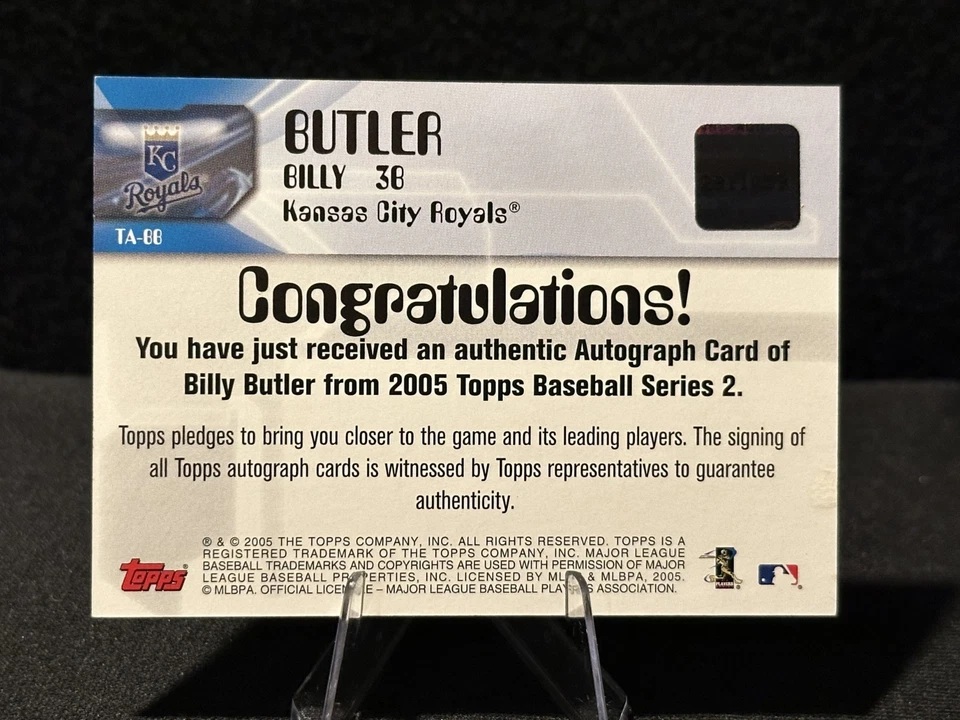 BUTLER
BILLY 3B
Kansas City Royals®
KC
Royals
TA-BB
Congratulations!
You have just received an authentic Autograph Card of
Billy Butler from 2005 Topps Baseball Series 2.
Topps pledges to bring you closer to the game and its leading players. The signing of
all Topps autograph cards is witnessed by Topps representatives to guarantee
authenticity.
® & © 2005 THE TOPPS COMPANY, INC. ALL RIGHTS RESERVED. TOPPS IS A
REGISTERED TRADEMARK OF THE TOPPS COMPANY, INC. MAJOR LEAGUE
BASEBALL TRADEMARKS AND COPYRIGHTS ARE USED WITH PERMISSION OF MAJOR
LEAGUE BASEBALL PROPERTIES, INC. LICENSED BY MLB & MLBPA, 2005.
© MLBPA. OFFICIAL LICENSEE – MAJOR LEAGUE BASEBALL PLAYERS ASSOCIATION.
Topps®
PLAYERS